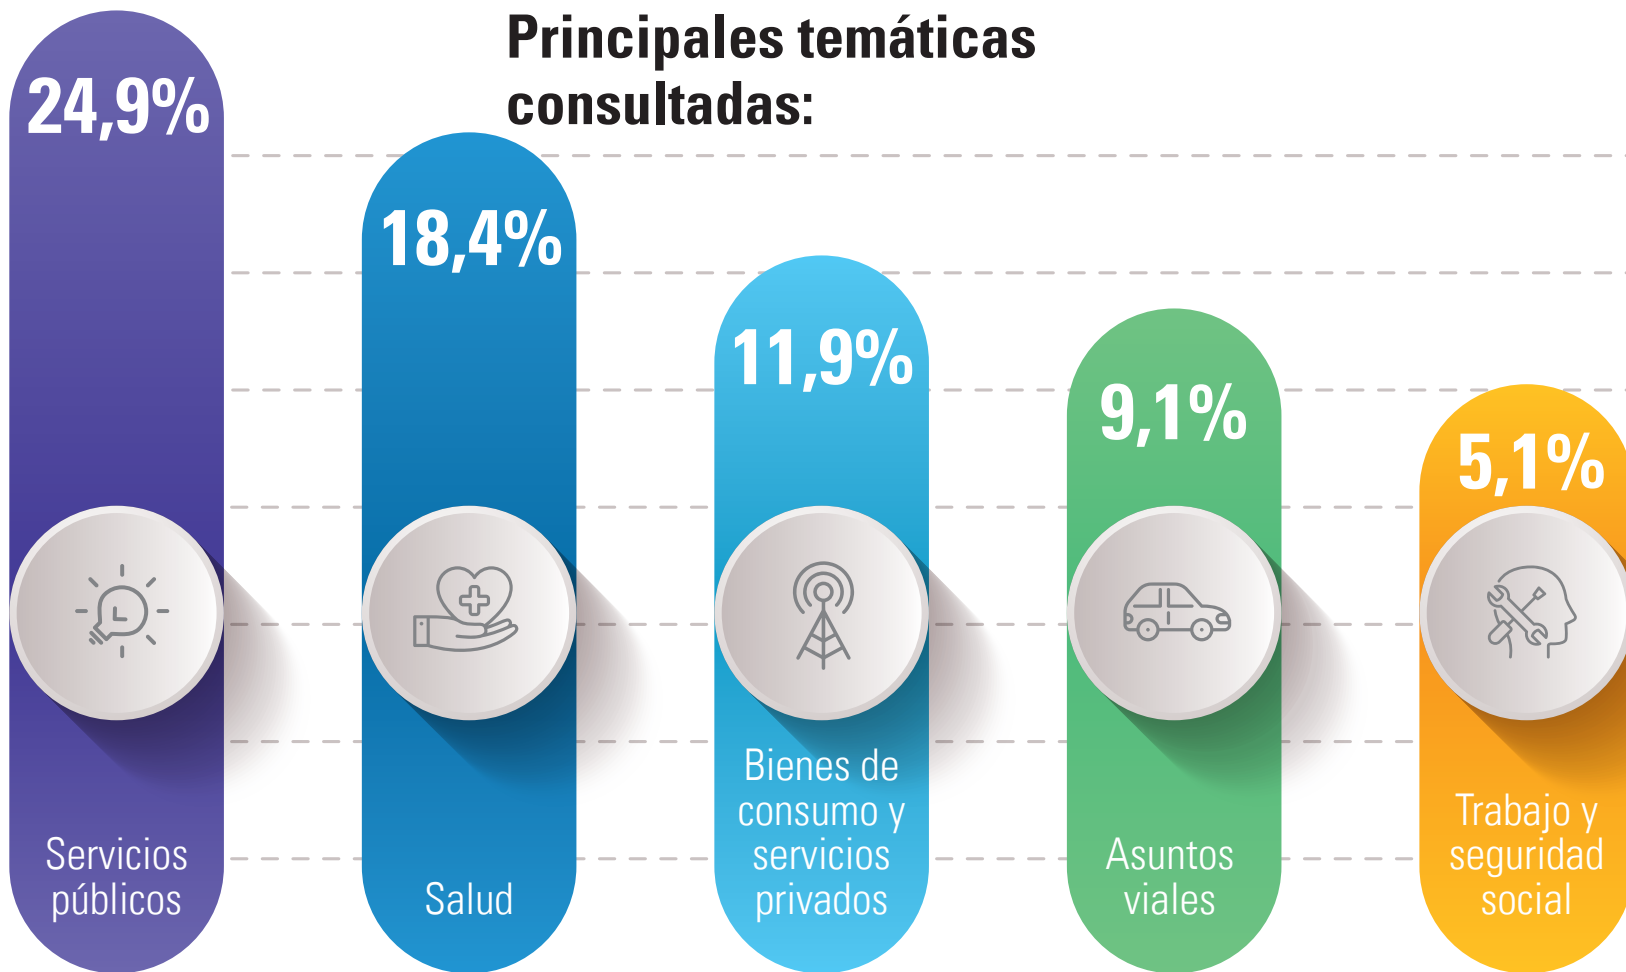 Principales temáticas
consultadas:
24,9%
Servicios
públicos
18,4%
Salud
11,9%
Bienes de
consumo y
servicios
privados
9,1%
Asuntos
viales
5,1%
Trabajo y
seguridad
social